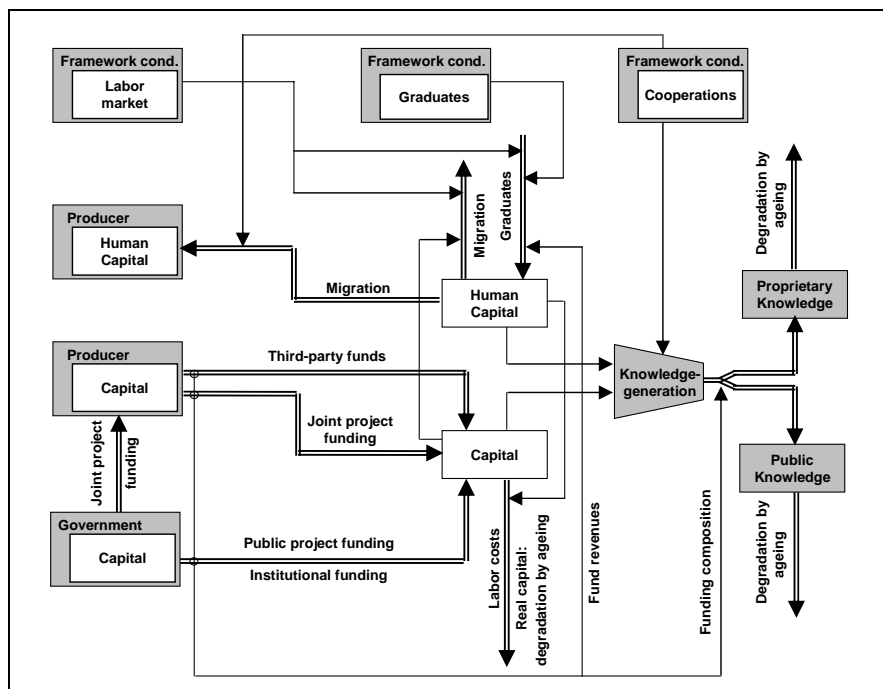 Framework cond.
Labor
market
Framework cond.
Graduates
Framework cond.
Cooperations
Migration
Graduates
Degradation by
ageing
Producer
Human
Capital
Migration
Human
Capital
Proprietary
Knowledge
Producer
Capital
Third-party funds
Joint project
funding
Knowledge-
generation
Capital
Public
Knowledge
Joint project
funding
Government
Capital
Public project funding
Institutional funding
Labor costs
Real capital:
degradation by ageing
Fund revenues
Funding composition
Degradation by
ageing